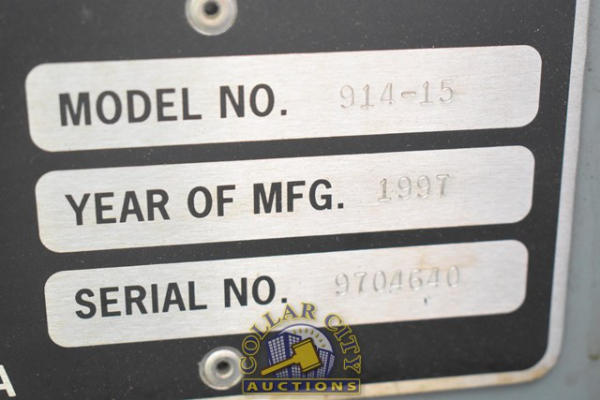 MODEL NO. 914-15
YEAR OF MFG. 1997
SERIAL NO. 9704640
A
COLLAR CITY
AUCTIONS